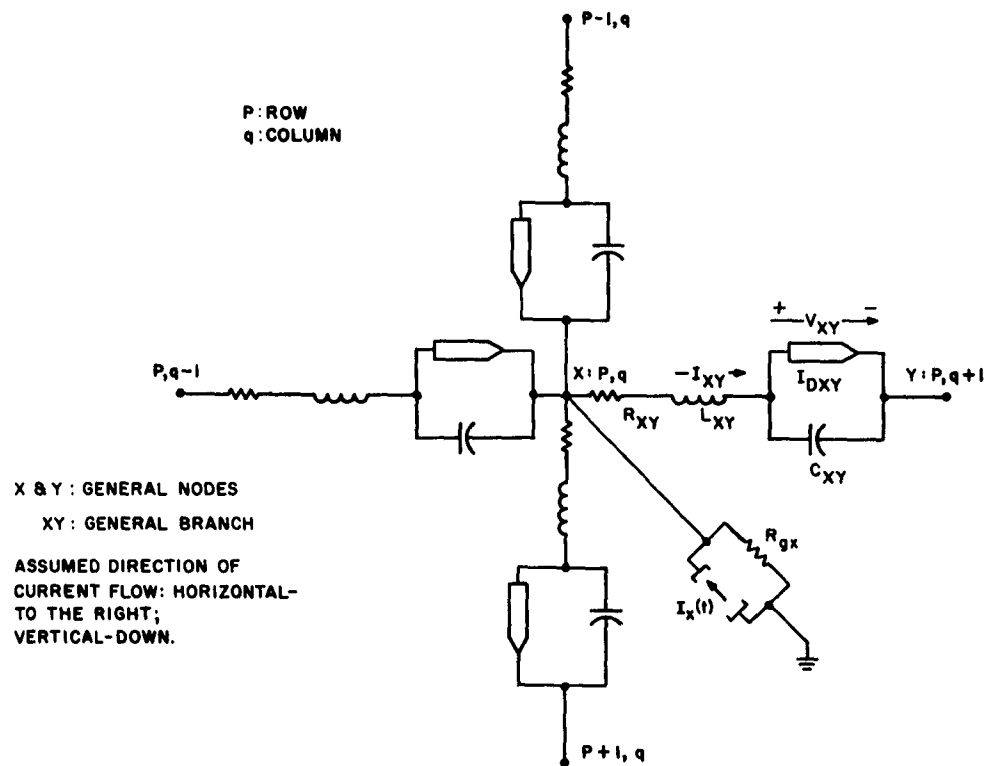 P-1, q
P: ROW
q: COLUMN
+ -
V_XY
P, q-1
X: P, q
-I_XY
I_DXY
Y: P, q+1
R_XY
L_XY
C_XY
X & Y: GENERAL NODES
XY: GENERAL BRANCH
R_gx
ASSUMED DIRECTION OF
CURRENT FLOW: HORIZONTAL-
TO THE RIGHT;
VERTICAL-DOWN.
I_x(t)
P+1, q